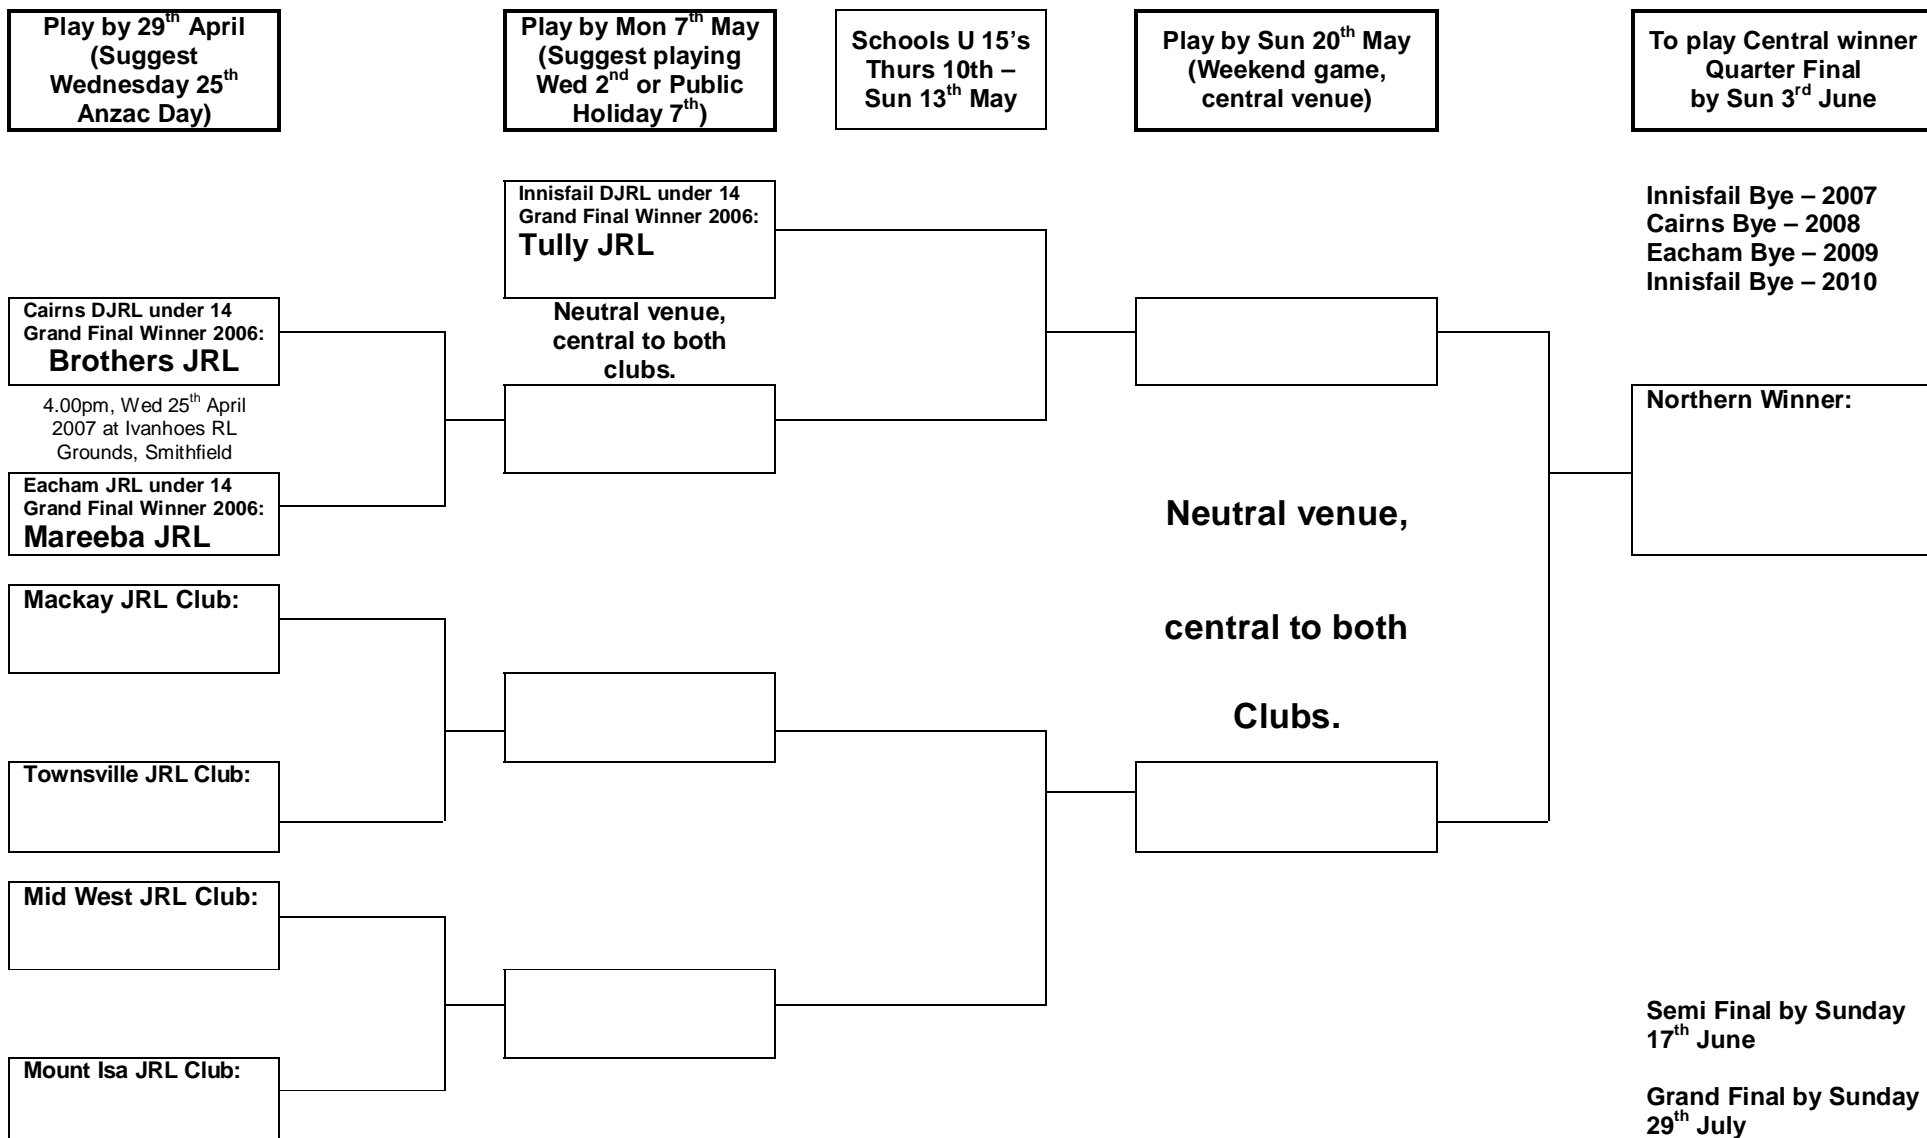 Play by 29th April
(Suggest
Wednesday 25th
Anzac Day)
Play by Mon 7th May
(Suggest playing
Wed 2nd or Public
Holiday 7th)
Schools U 15’s
Thurs 10th –
Sun 13th May
Play by Sun 20th May
(Weekend game,
central venue)
To play Central winner
Quarter Final
by Sun 3rd June
Innisfail DJRL under 14
Grand Final Winner 2006:
Tully JRL
Innisfail Bye – 2007
Cairns Bye – 2008
Eacham Bye – 2009
Innisfail Bye – 2010
Cairns DJRL under 14
Grand Final Winner 2006:
Brothers JRL
Neutral venue,
central to both
clubs.
4.00pm, Wed 25th April
2007 at Ivanhoes RL
Grounds, Smithfield
Northern Winner:
Eacham JRL under 14
Grand Final Winner 2006:
Mareeba JRL
Neutral venue,
central to both
Clubs.
Mackay JRL Club:
Townsville JRL Club:
Mid West JRL Club:
Mount Isa JRL Club:
Semi Final by Sunday
17th June
Grand Final by Sunday
29th July